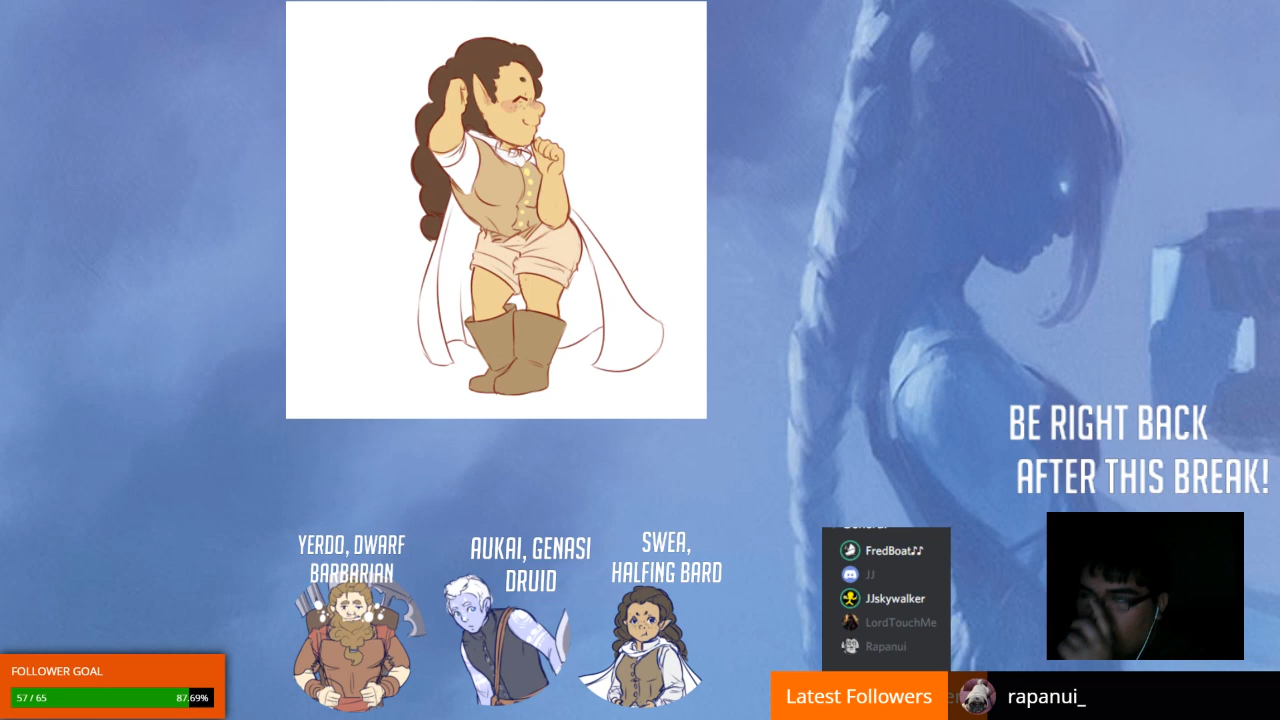 BE RIGHT BACK
AFTER THIS BREAK!
YERDO, DWARF
BARBARIAN
AUKAI, GENASI
DRUID
SWEA,
HALFING BARD
FredBoat♪♪
JJ
JJskywalker
LordTouchMe
Rapanui
FOLLOWER GOAL
57 / 65
87.69%
Latest Followers
rapanui_